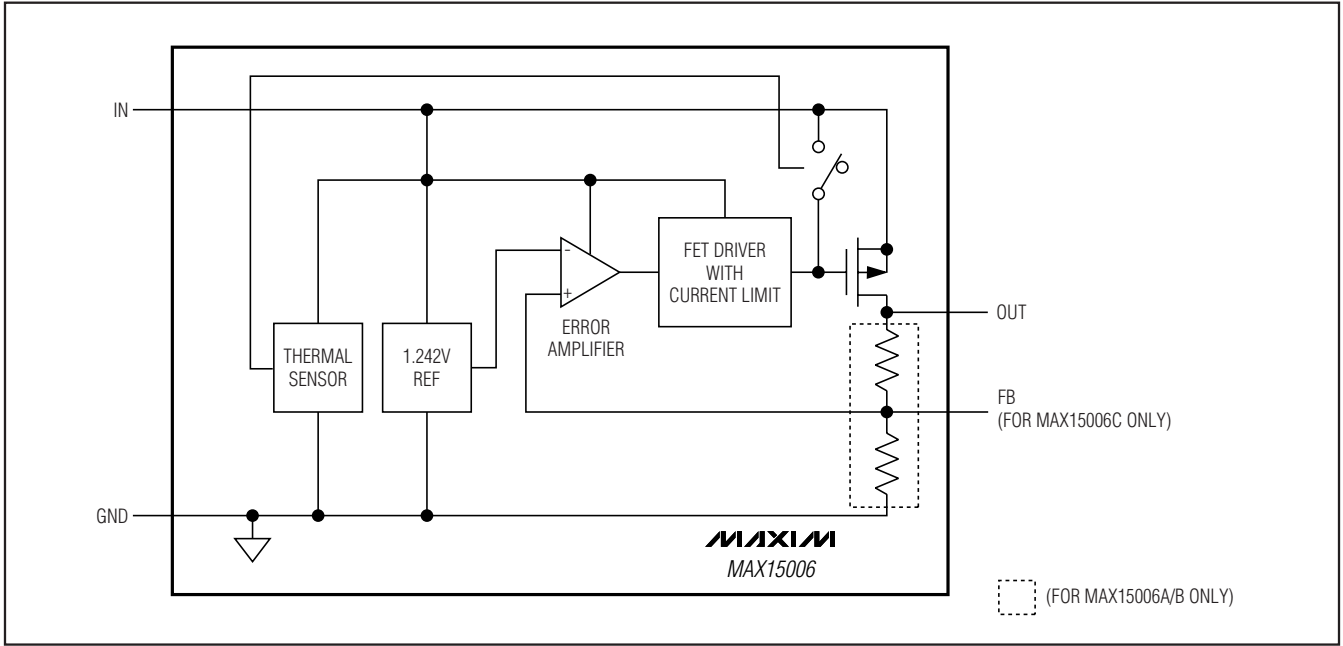 IN
FET DRIVER
WITH
CURRENT LIMIT
-
+
ERROR
AMPLIFIER
OUT
THERMAL
SENSOR
1.242V
REF
FB
(FOR MAX15006C ONLY)
GND
MAXIM
MAX15006
(FOR MAX15006A/B ONLY)